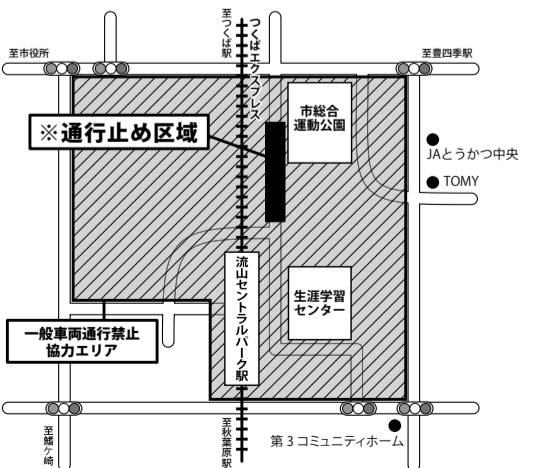 至つくば駅
つくばエクスプレス
至市役所
至豊四季駅
市総合
運動公園
※通行止め区域
JAとうかつ中央
TOMY
流山セントラルパーク駅
生涯学習
センター
一般車両通行禁止
協力エリア
至鰭ケ崎
至秋葉原駅
第3コミュニティホーム